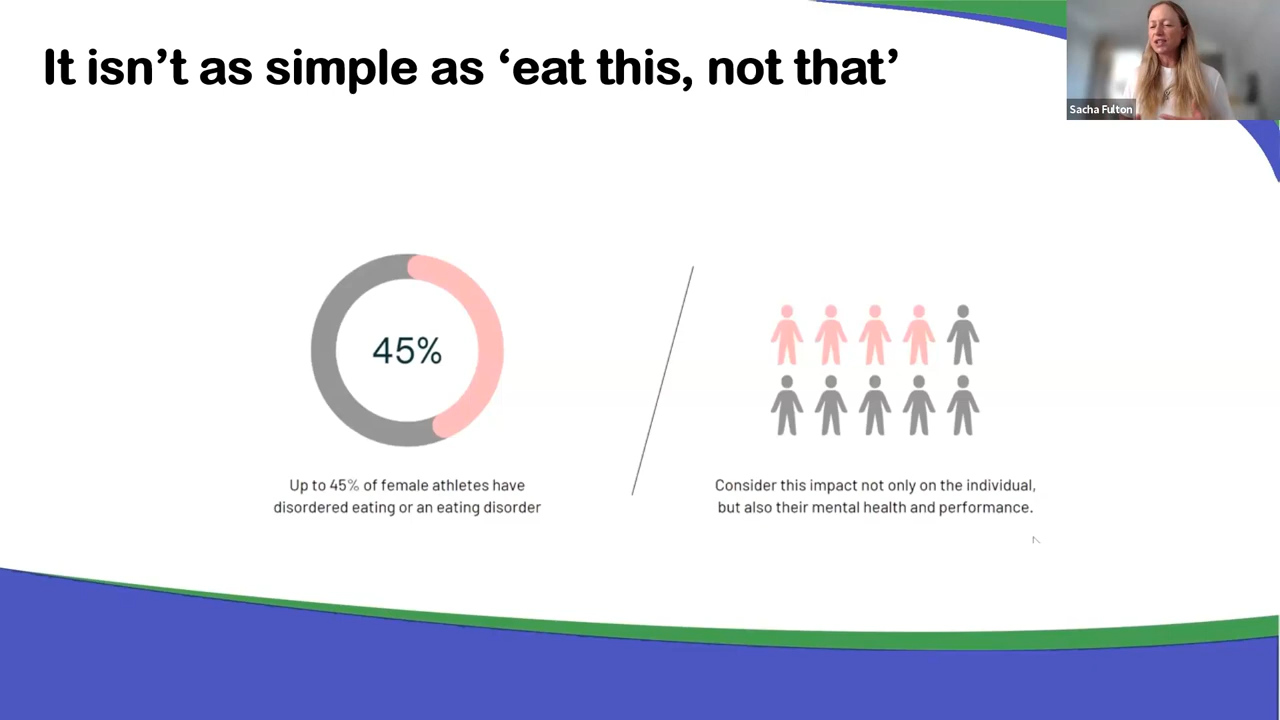 It isn’t as simple as ‘eat this, not that’
Sacha Fulton
45%
Up to 45% of female athletes have
disordered eating or an eating disorder
Consider this impact not only on the individual,
but also their mental health and performance.